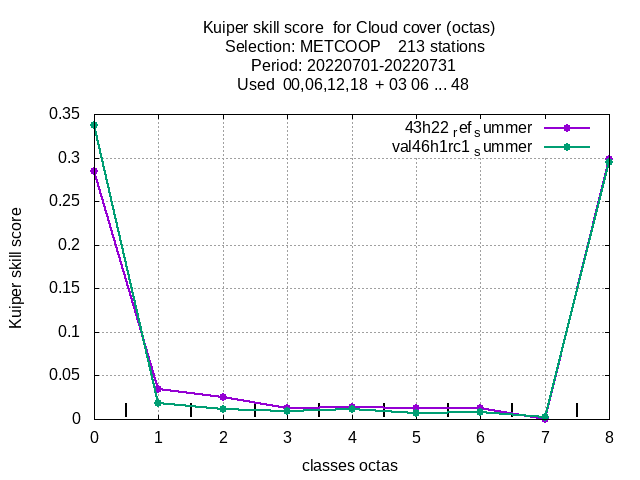 Kuiper skill score  for Cloud cover (octas)
Selection: METCOOP    213 stations
Period: 20220701-20220731
Used  00,06,12,18  + 03 06 ... 48
43h22 ref summer
val46h1rc1 summer
Kuiper skill score
0.35
0.3
0.25
0.2
0.15
0.1
0.05
0
0 1 2 3 4 5 6 7 8
classes octas